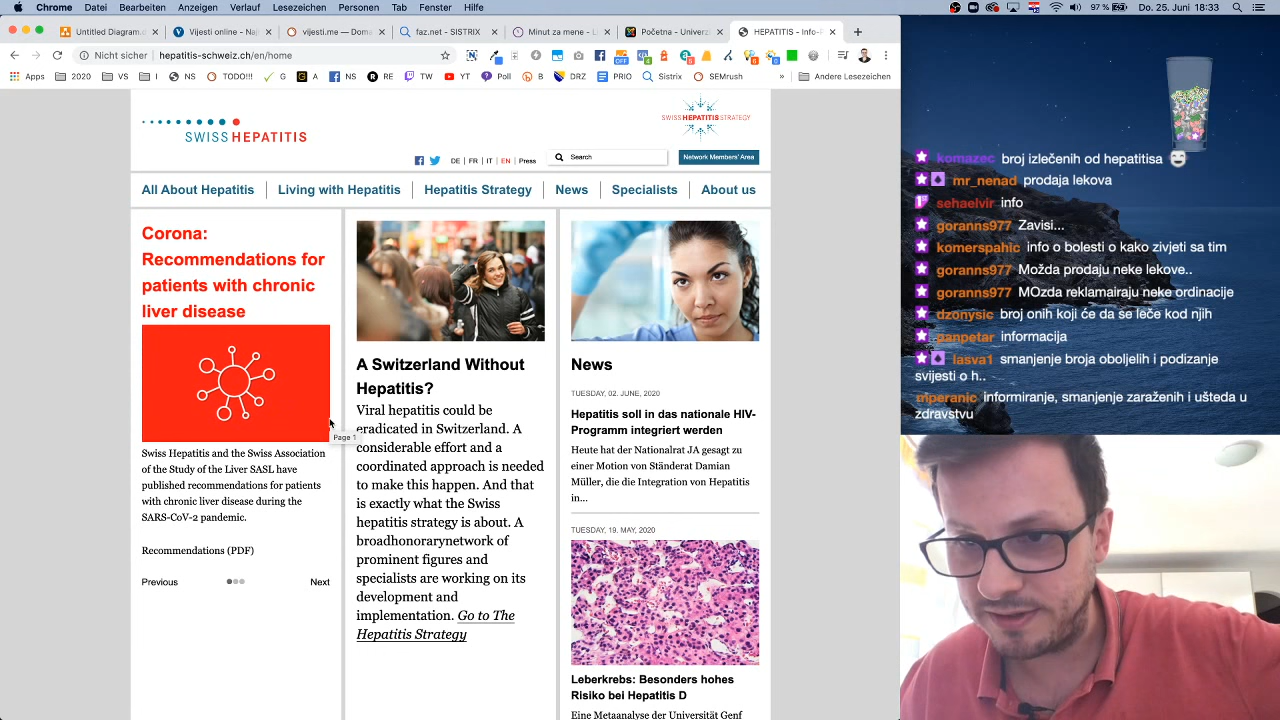 Chrome Datei Bearbeiten Verlauf Lesezeichen Personen Tab Fenster Hilfe
100 % Do. 25. Juni 13:33
Untitled Diagram.d
Vijesti online - Najn
vijesti.me — Dome
faz.net - SISTRIX
Minut za mene - L
Početna - Univerzi
HEPATITIS - Info-P
Nicht sicher | hepatitis-schweiz.ch/en/home
Apps 2020 VS I NS TODO!!! G A NS RE TW YT Poll B DRZ PRIO Sistrix SEMrush » Andere Lesezeichen
SWISS HEPATITIS
SWISS HEPATITIS STRATEGY
DE | FR | IT | EN | Press
Search
Network Members' Area
All About Hepatitis
Living with Hepatitis
Hepatitis Strategy
News
Specialists
About us
Corona:
Recommendations for
patients with chronic
liver disease
Page 1
Swiss Hepatitis and the Swiss Association
of the Study of the Liver SASL have
published recommendations for patients
with chronic liver disease during the
SARS-CoV-2 pandemic.
Recommendations (PDF)
Previous
Next
A Switzerland Without
Hepatitis?
Viral hepatitis could be
eradicated in Switzerland. A
considerable effort and a
coordinated approach is needed
to make this happen. And that
is exactly what the Swiss
hepatitis strategy is about. A
broadhonorarynetwork of
prominent figures and
specialists are working on its
development and
implementation. Go to The
Hepatitis Strategy
News
TUESDAY, 02. JUNE, 2020
Hepatitis soll in das nationale HIV-
Programm integriert werden
Heute hat der Nationalrat JA gesagt zu
einer Motion von Ständerat Damian
Müller, die die Integration von Hepatitis
in...
TUESDAY, 19. MAY, 2020
Leberkrebs: Besonders hohes
Risiko bei Hepatitis D
Eine Metaanalyse der Universität Genf
komazec broj izlečenih od hepatitisa
mr_nenad prodaja lekova
sehaelvir info
goranns977 Zavisi...
komerspahic info o bolesti o kako zivjeti sa tim
goranns977 Možda prodaju neke lekove..
goranns977 MOzda reklamairaju neke ordinacije
dzonysic broj onih koji će da se leče kod njih
panpetar informacija
lasva1 smanjenje broja oboljelih i podizanje
svijesti o h..
mperanic informiranje, smanjenje zaraženih i ušteda u
zdravstvu